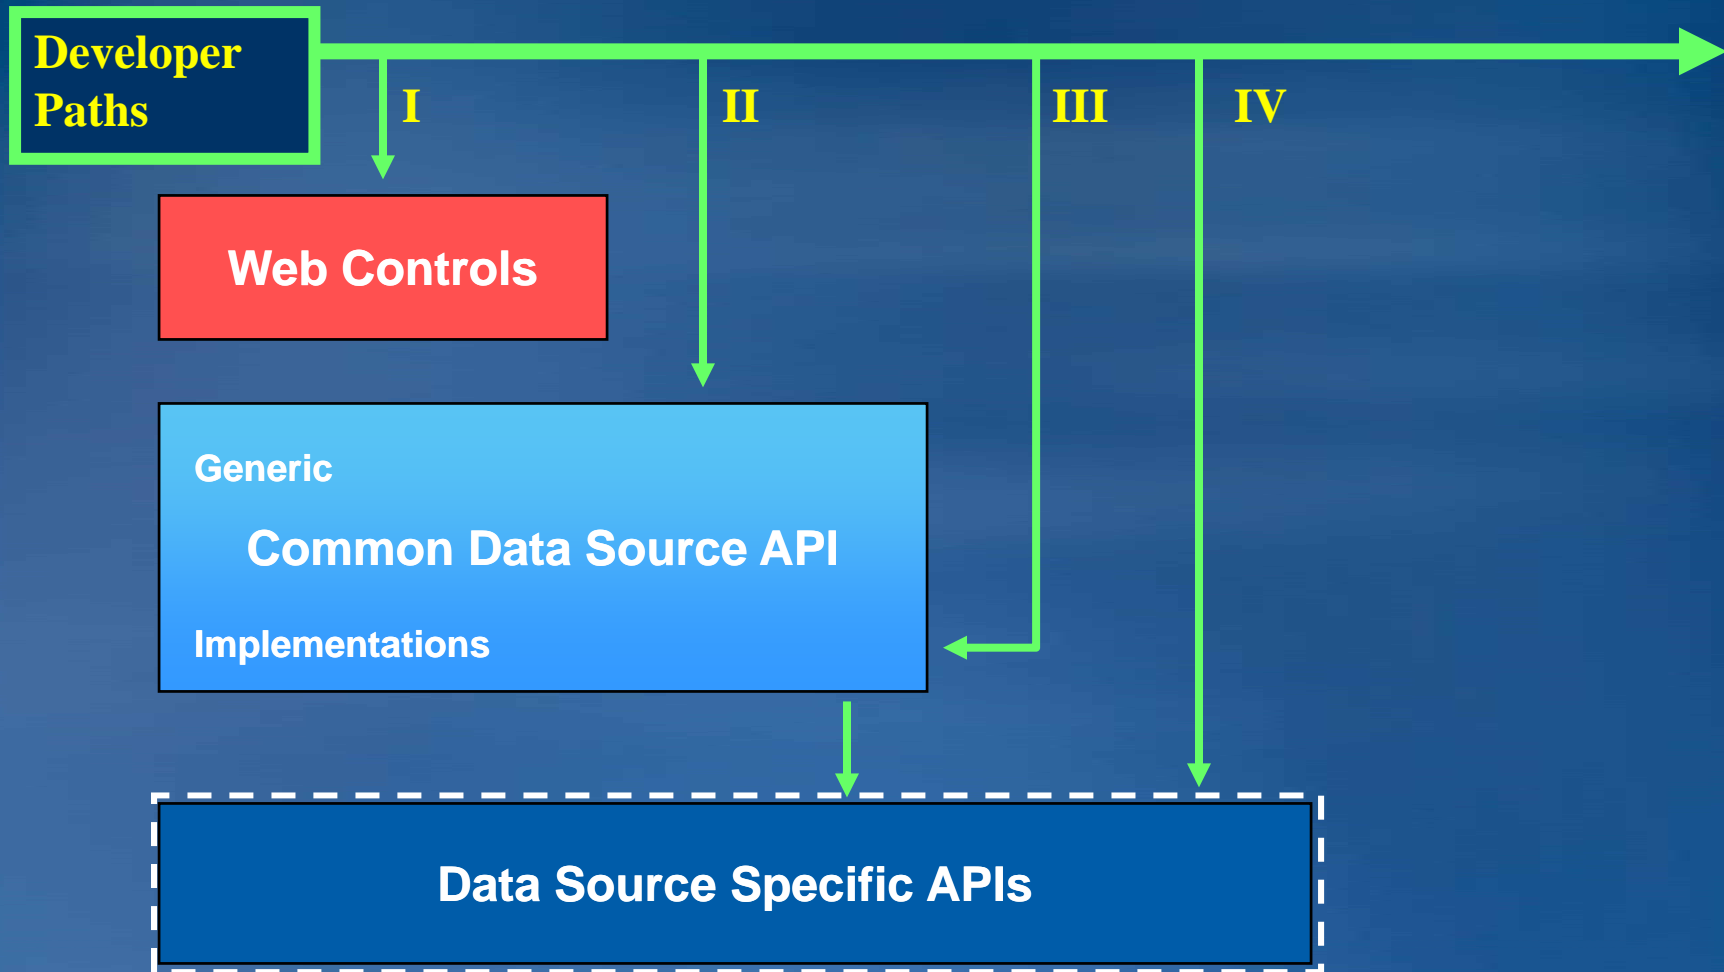 Developer
Paths
I
II
III
IV
Web Controls
Generic
Common Data Source API
Implementations
Data Source Specific APIs